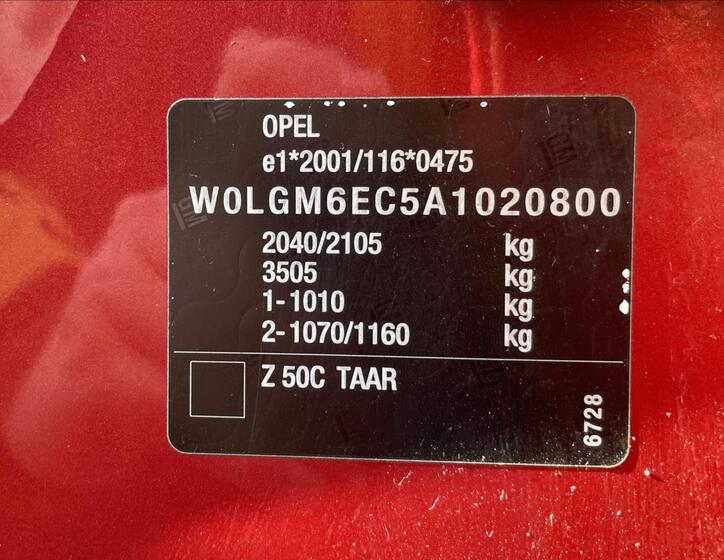 OPEL
e1*2001/116*0475
W0LGM6EC5A1020800
2040/2105 kg
3505 kg
1-1010 kg
2-1070/1160 kg
Z 50C TAAR
6728